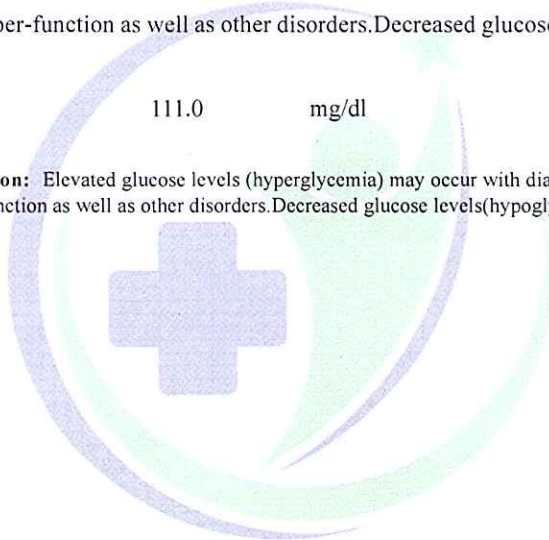 per-function as well as other disorders.Decreased glucose
111.0 mg/dl
on: Elevated glucose levels (hyperglycemia) may occur with dia
nction as well as other disorders.Decreased glucose levels(hypogly